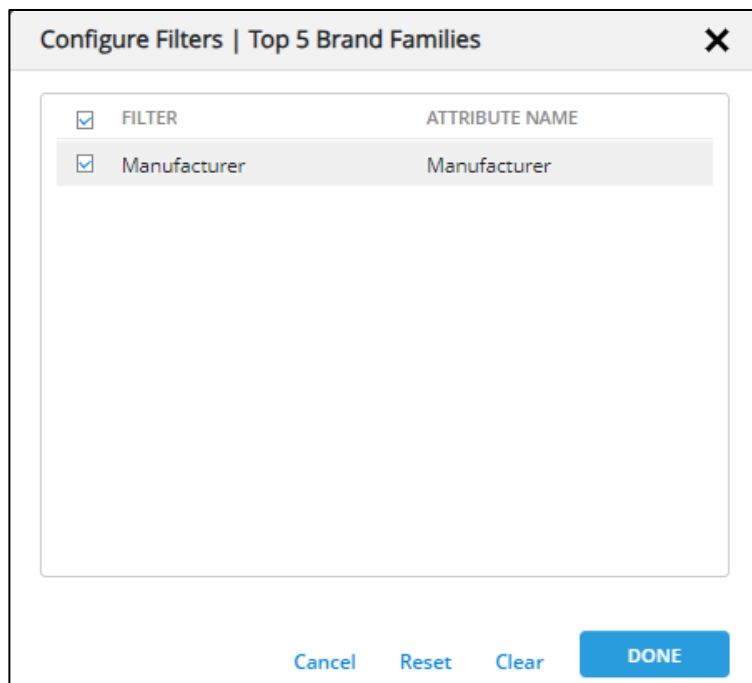 Configure Filters | Top 5 Brand Families
FILTER ATTRIBUTE NAME
Manufacturer Manufacturer
Cancel Reset Clear DONE